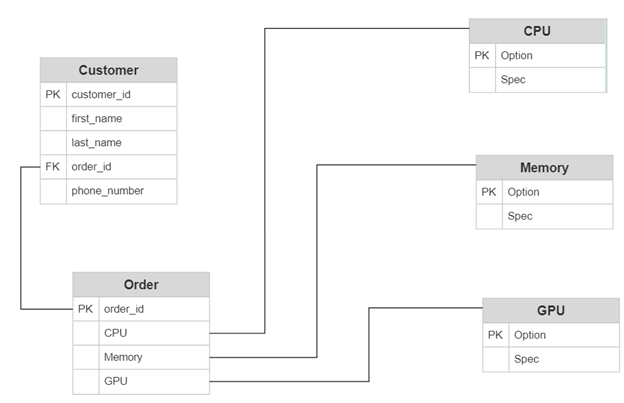 Customer
PK customer_id
first_name
last_name
FK order_id
phone_number
Order
PK order_id
CPU
Memory
GPU
CPU
PK Option
Spec
Memory
PK Option
Spec
GPU
PK Option
Spec